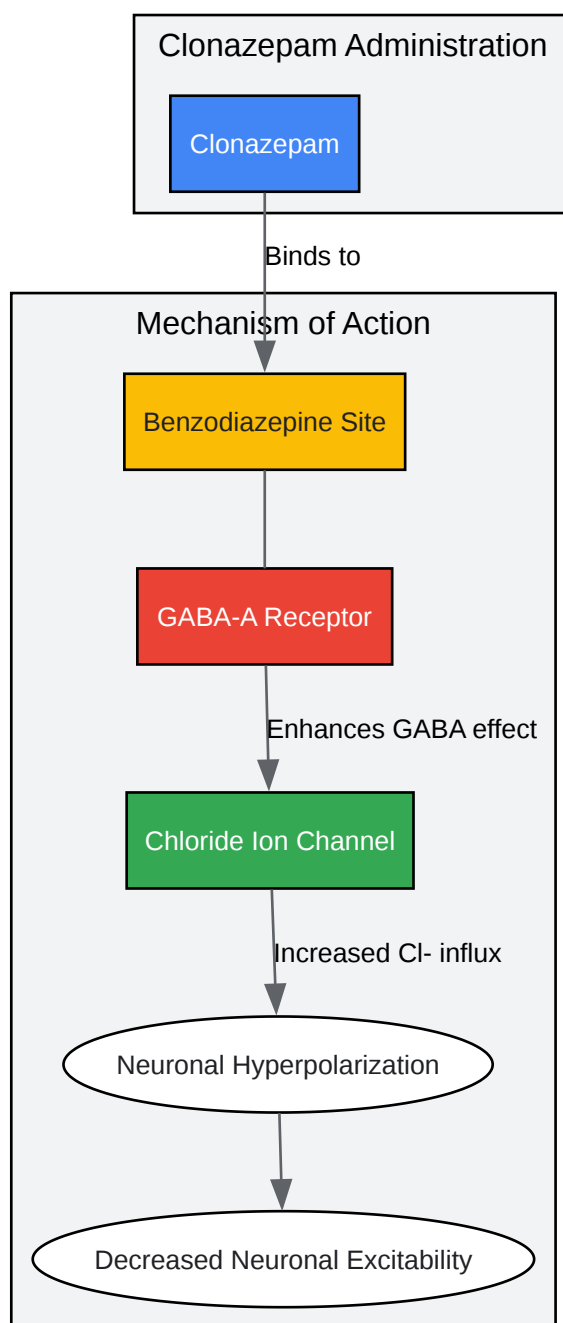 Clonazepam Administration
Clonazepam
Binds to
Mechanism of Action
Benzodiazepine Site
GABA-A Receptor
Enhances GABA effect
Chloride Ion Channel
Increased Cl- influx
Neuronal Hyperpolarization
Decreased Neuronal Excitability